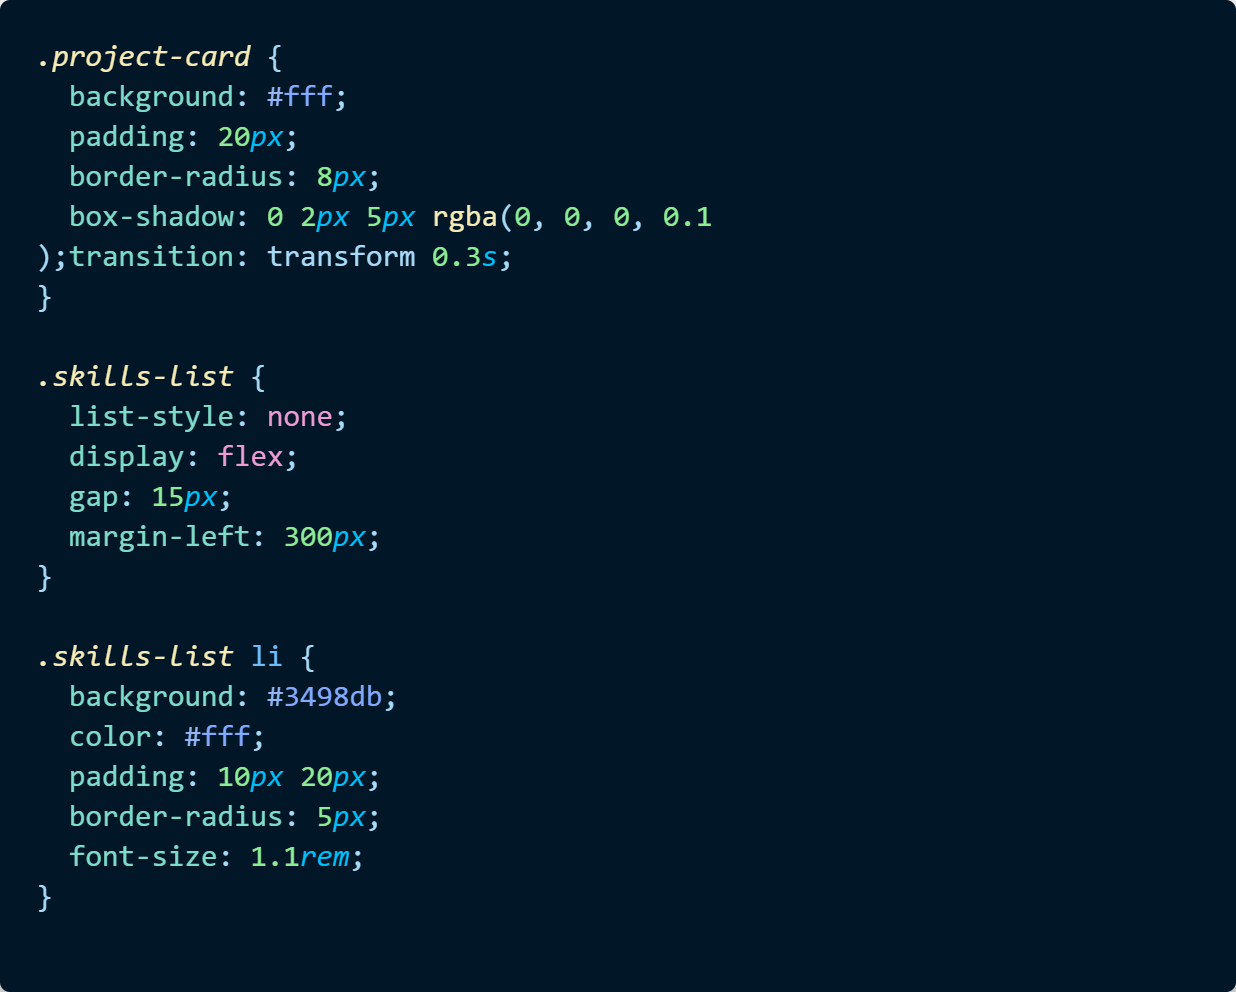 .project-card {
  background: #fff;
  padding: 20px;
  border-radius: 8px;
  box-shadow: 0 2px 5px rgba(0, 0, 0, 0.1
);transition: transform 0.3s;
}

.skills-list {
  list-style: none;
  display: flex;
  gap: 15px;
  margin-left: 300px;
}

.skills-list li {
  background: #3498db;
  color: #fff;
  padding: 10px 20px;
  border-radius: 5px;
  font-size: 1.1rem;
}